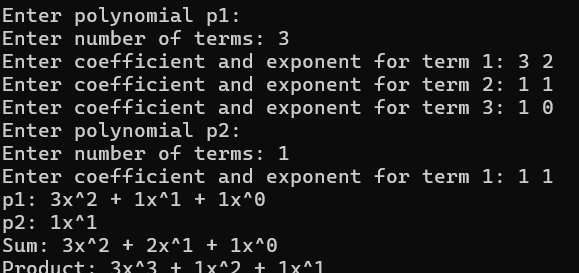 Enter polynomial p1:
Enter number of terms: 3
Enter coefficient and exponent for term 1: 3 2
Enter coefficient and exponent for term 2: 1 1
Enter coefficient and exponent for term 3: 1 0
Enter polynomial p2:
Enter number of terms: 1
Enter coefficient and exponent for term 1: 1 1
p1: 3x^2 + 1x^1 + 1x^0
p2: 1x^1
Sum: 3x^2 + 2x^1 + 1x^0
Product: 3x^3 + 1x^2 + 1x^1